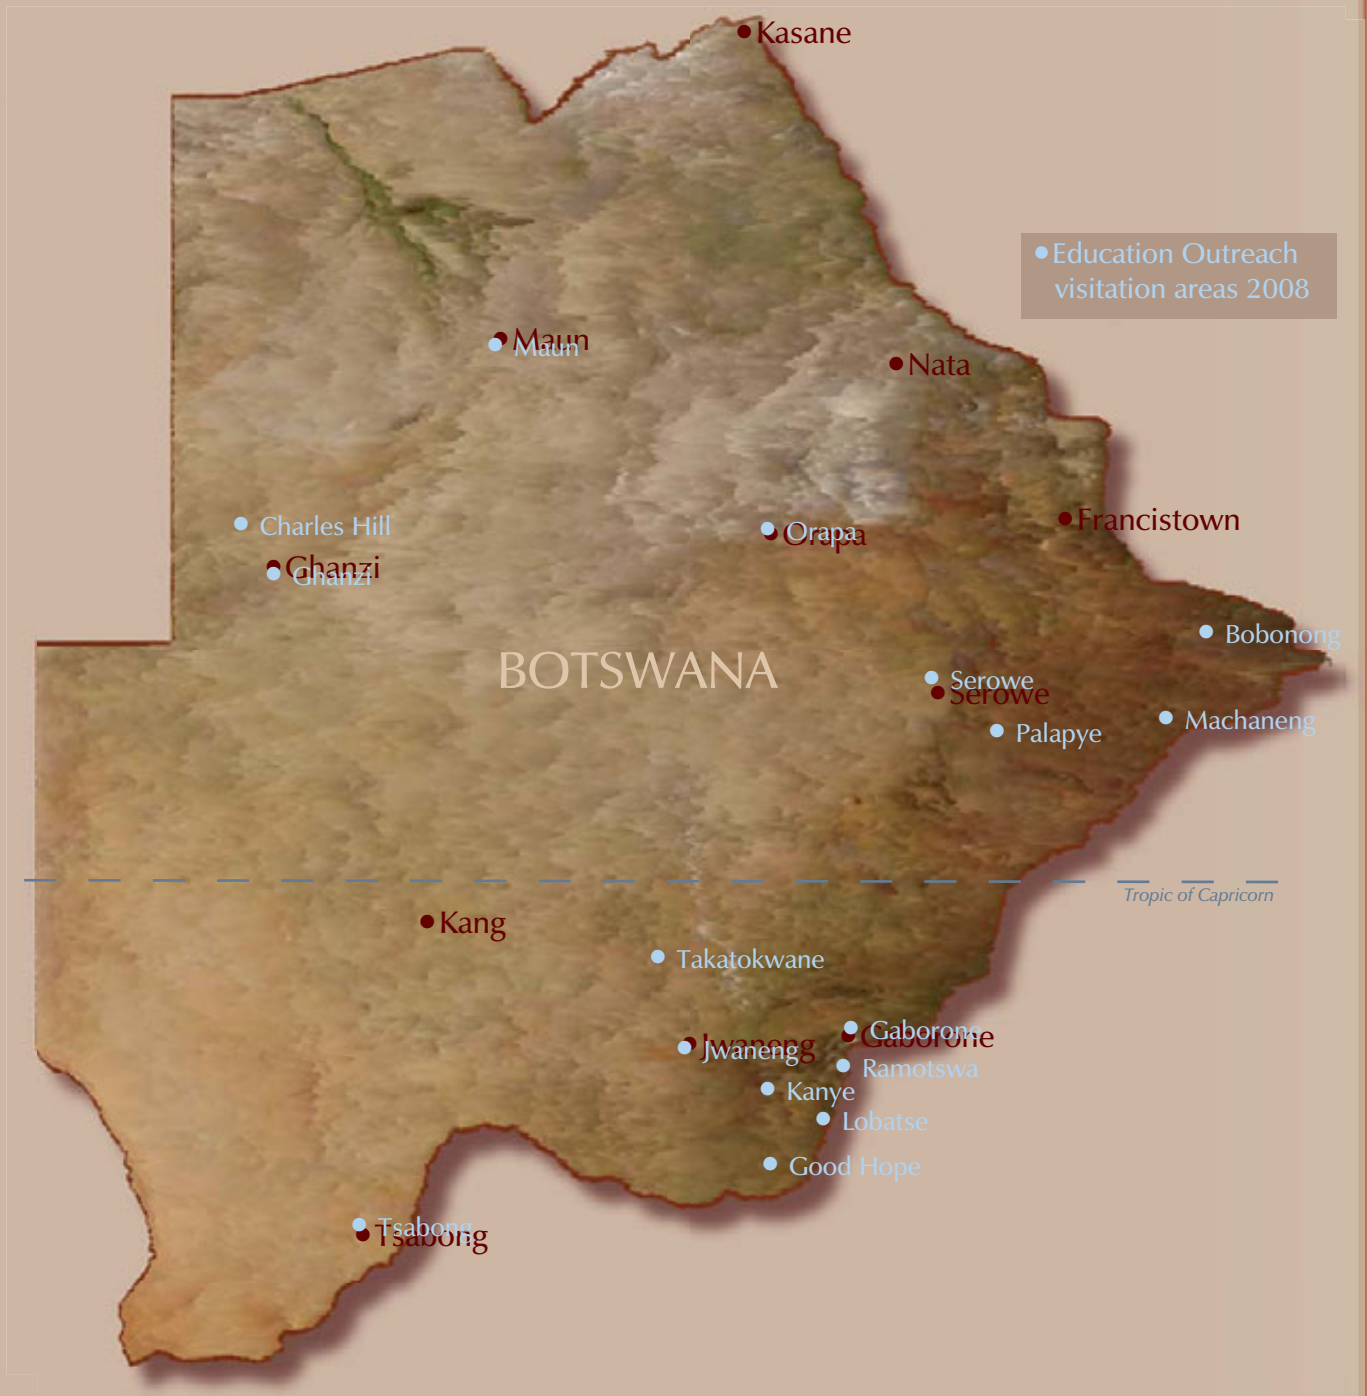 Kasane
Education Outreach
visitation areas 2008
Maun
Maun
Nata
Francistown
Charles Hill
Orapa
Orapa
Ghanzi
Ghanzi
Bobonong
BOTSWANA
Serowe
Serowe
Machaneng
Palapye
Tropic of Capricorn
Kang
Takatokwane
Gaborone
Gaborone
Jwaneng
Jwaneng
Ramotswa
Kanye
Lobatse
Good Hope
Tsabong
Tsabong